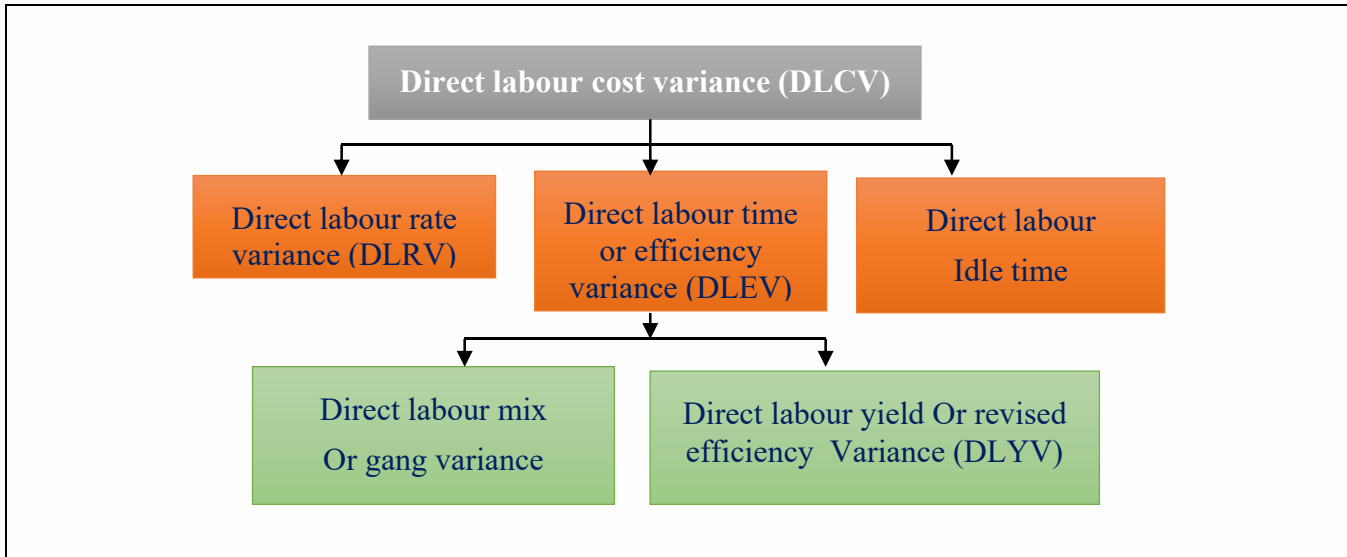 Direct labour cost variance (DLCV)
Direct labour rate
variance (DLRV)
Direct labour time
or efficiency
variance (DLEV)
Direct labour
Idle time
Direct labour mix
Or gang variance
Direct labour yield Or revised
efficiency Variance (DLYV)